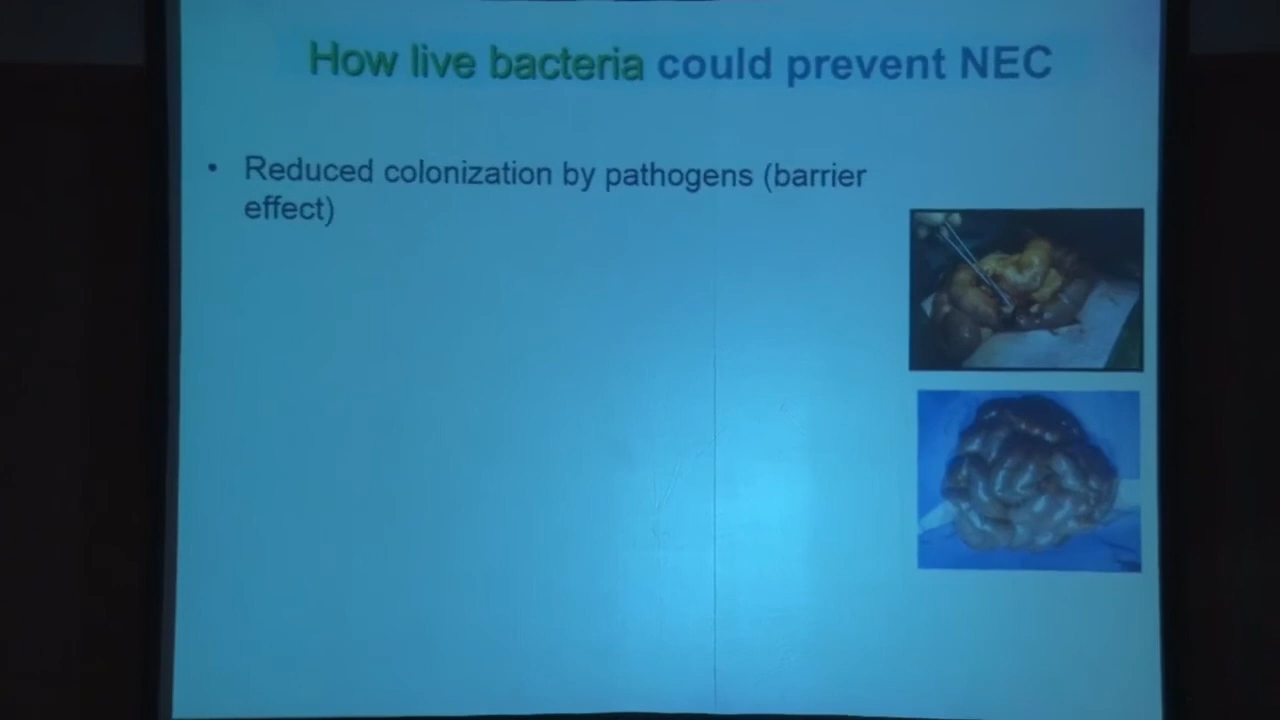 How live bacteria could prevent NEC
• Reduced colonization by pathogens (barrier
effect)